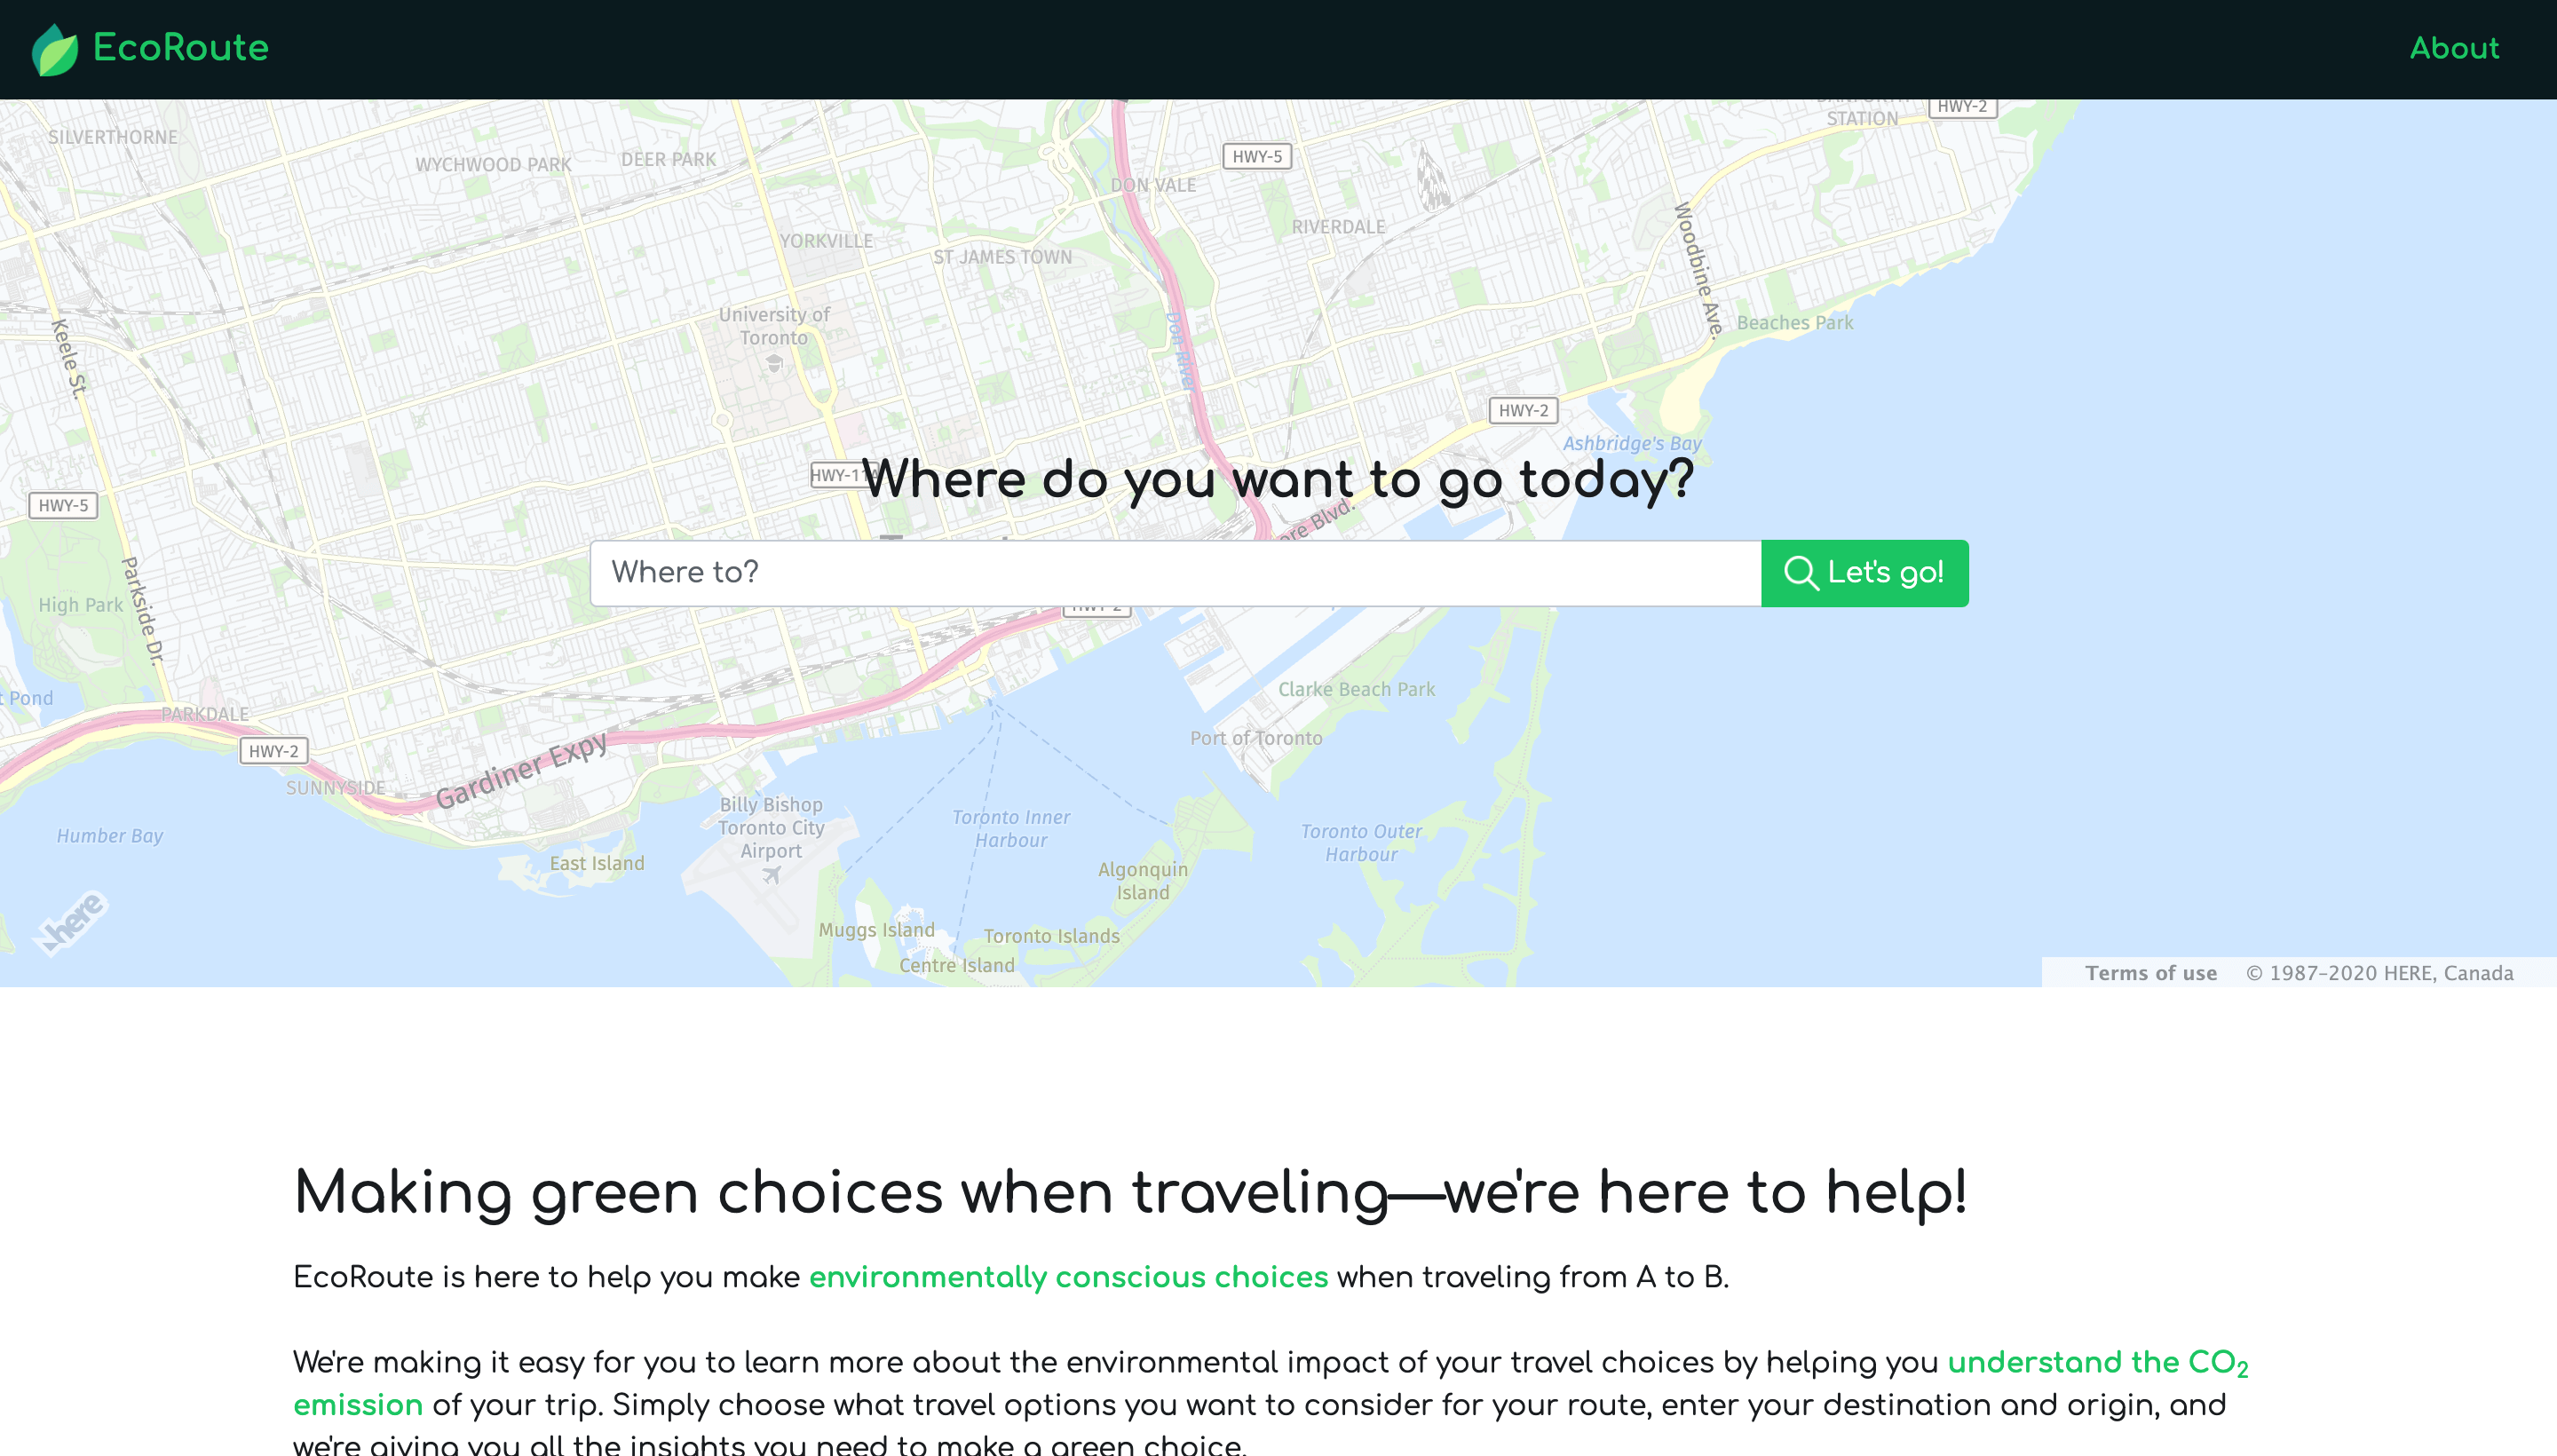 EcoRoute
About
SILVERTHORNE
WYCHWOOD PARK
DEER PARK
HWY-5
STATION
HWY-2
DON VALE
RIVERDALE
YORKVILLE
ST JAMES TOWN
Woodbine Ave.
University of
Toronto
Keele St.
Don River
Beaches Park
HWY-2
Ashbridge's Bay
HWY-11A
Where do you want to go today?
HWY-5
Blvd.
Where to?
Let's go!
Parkside Dr.
High Park
HWY-2
Pond
Clarke Beach Park
PARKDALE
Port of Toronto
HWY-2
Gardiner Expy
SUNNYSIDE
Billy Bishop
Toronto City
Airport
Toronto Inner
Harbour
Toronto Outer
Harbour
Humber Bay
East Island
Algonquin
Island
here
Muggs Island
Toronto Islands
Centre Island
Terms of use © 1987–2020 HERE, Canada
Making green choices when traveling—we're here to help!
EcoRoute is here to help you make environmentally conscious choices when traveling from A to B.
We're making it easy for you to learn more about the environmental impact of your travel choices by helping you understand the CO₂
emission of your trip. Simply choose what travel options you want to consider for your route, enter your destination and origin, and
we're giving you all the insights you need to make a green choice.